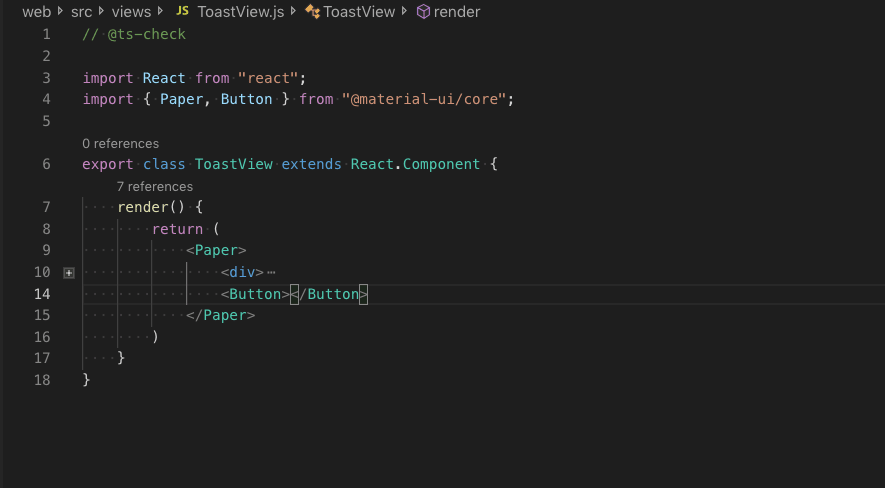 web src views JS ToastView.js ToastView render
1 // @ts-check
2
3 import React from "react";
4 import { Paper, Button } from "@material-ui/core";
5
0 references
6 export class ToastView extends React.Component {
7 references
7 render() {
8 return (
9 <Paper>
10 <div>⋯
14 <Button></Button>
15 </Paper>
16 )
17 }
18 }